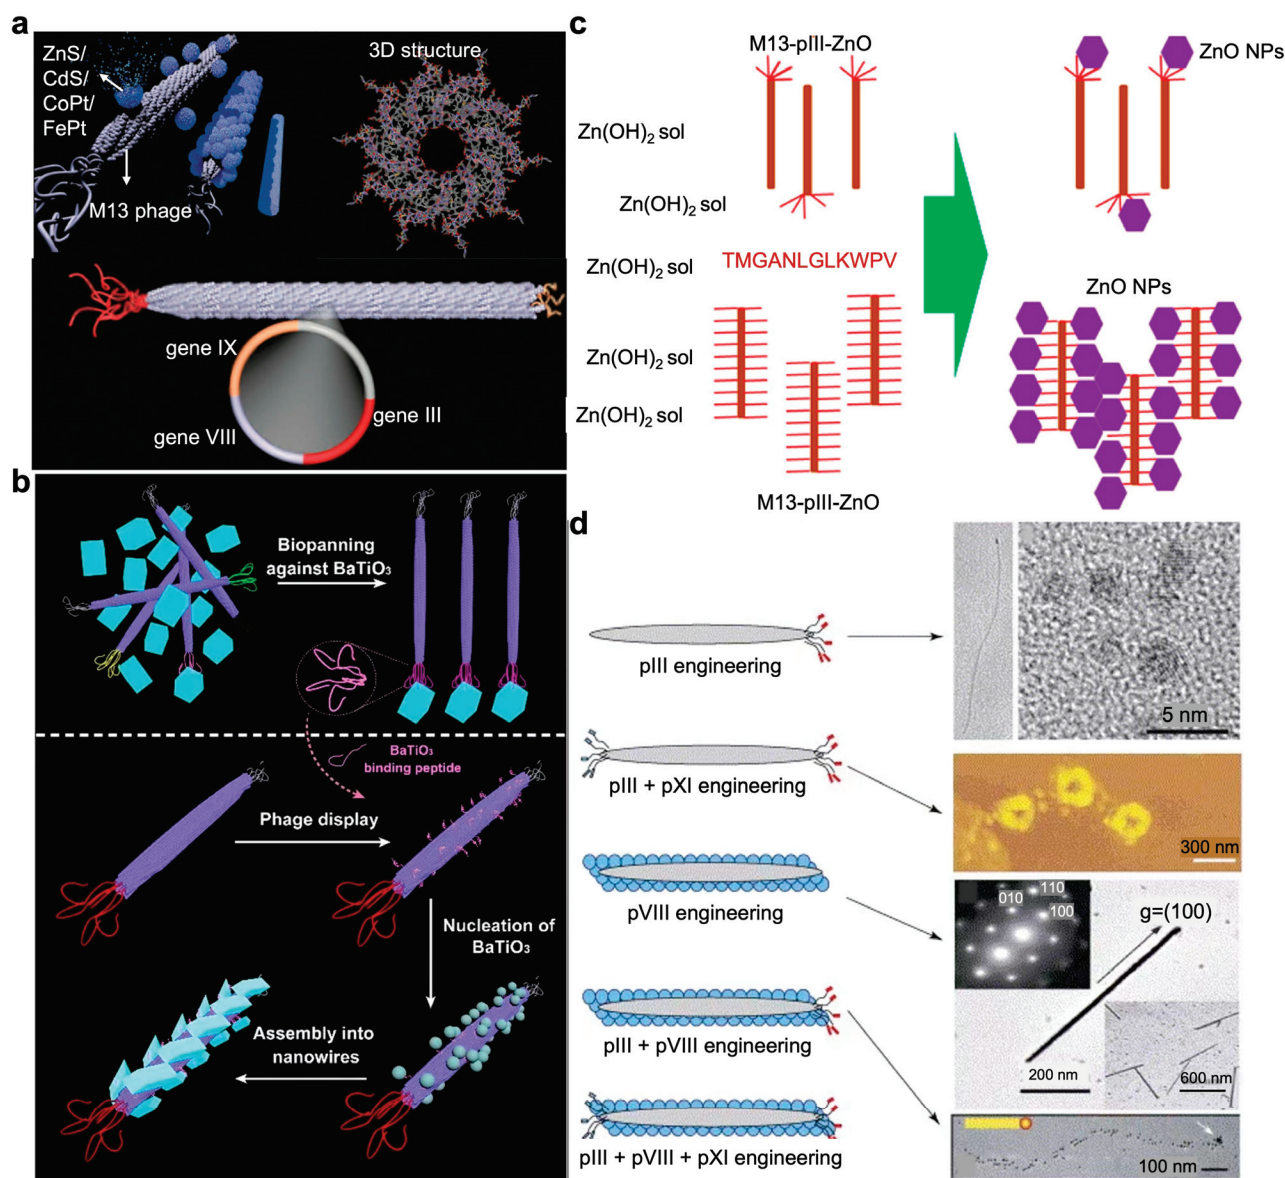 a
ZnS/
CdS/
CoPt/
FePt
M13 phage
3D structure
gene IX
gene VIII
gene III
b
Biopanning
against BaTiO₃
BaTiO₃
binding peptide
Phage display
Nucleation of
BaTiO₃
Assembly into
nanowires
c
M13-pIII-ZnO
ZnO NPs
Zn(OH)₂ sol
Zn(OH)₂ sol
Zn(OH)₂ sol
TMGANLGLKWPV
ZnO NPs
Zn(OH)₂ sol
Zn(OH)₂ sol
M13-pIII-ZnO
d
pIII engineering
5 nm
pIII + pXI engineering
300 nm
pVIII engineering
010
110
100
g=(100)
200 nm
600 nm
pIII + pVIII engineering
pIII + pVIII + pXI engineering
100 nm